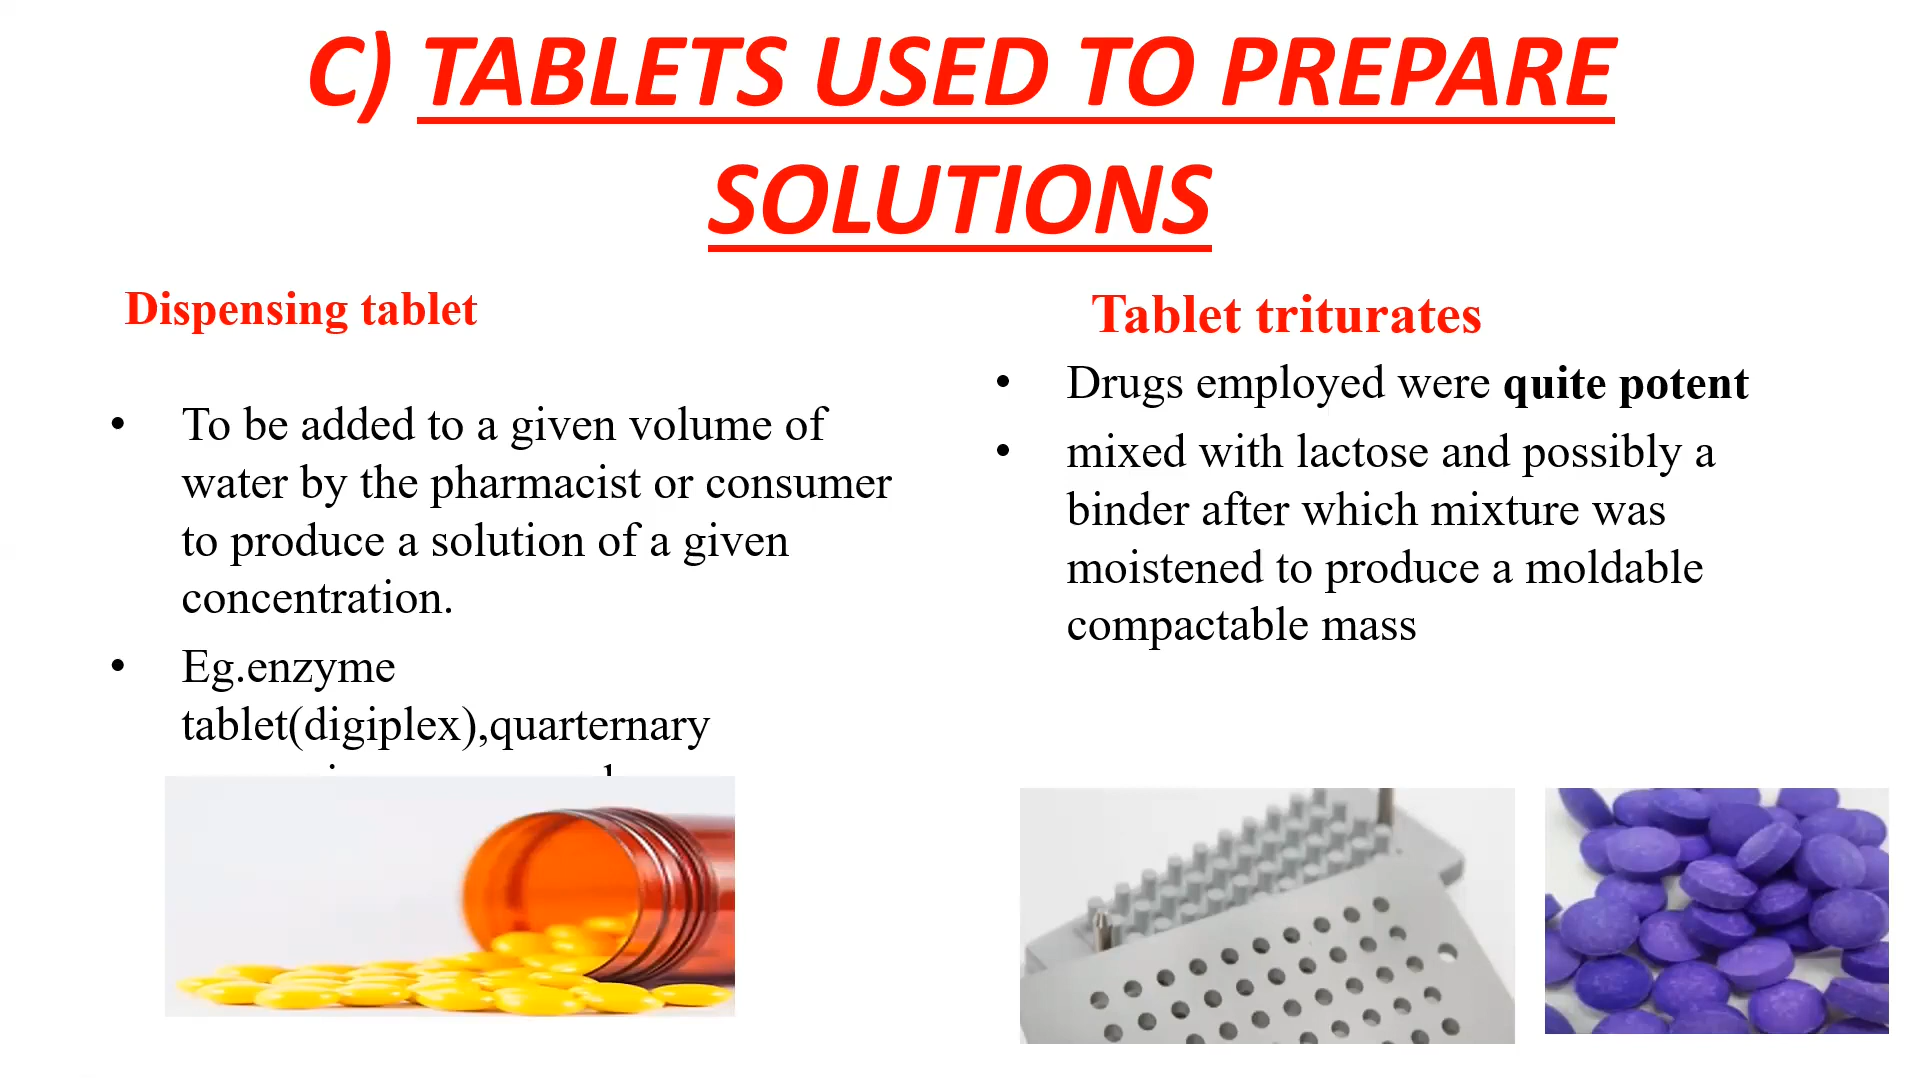 C) TABLETS USED TO PREPARE
SOLUTIONS
Dispensing tablet
• To be added to a given volume of
water by the pharmacist or consumer
to produce a solution of a given
concentration.
• Eg.enzyme
tablet(digiplex),quarternary
Tablet triturates
• Drugs employed were quite potent
• mixed with lactose and possibly a
binder after which mixture was
moistened to produce a moldable
compactable mass